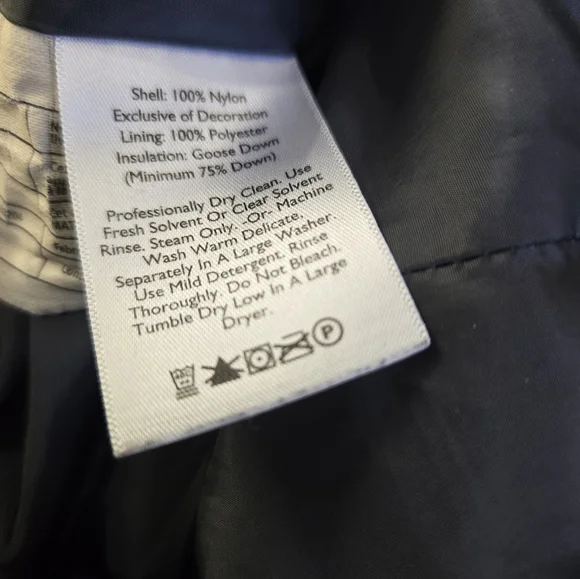 Shell: 100% Nylon
Exclusive of Decoration
Lining: 100% Polyester
Insulation: Goose Down
(Minimum 75% Down)
Professionally Dry Clean. Use
Fresh Solvent Or Clear Solvent
Rinse. Steam Only. -Or- Machine
Wash Warm Delicate.
Separately In A Large Washer.
Use Mild Detergent. Rinse
Thoroughly. Do Not Bleach.
Tumble Dry Low In A Large
Dryer.
P